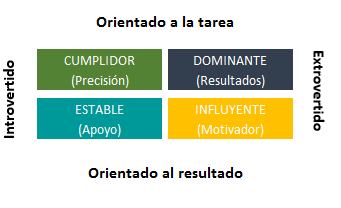 Orientado a la tarea
Introvertido
CUMPLIDOR
(Precisión)
DOMINANTE
(Resultados)
Extrovertido
ESTABLE
(Apoyo)
INFLUYENTE
(Motivador)
Orientado al resultado